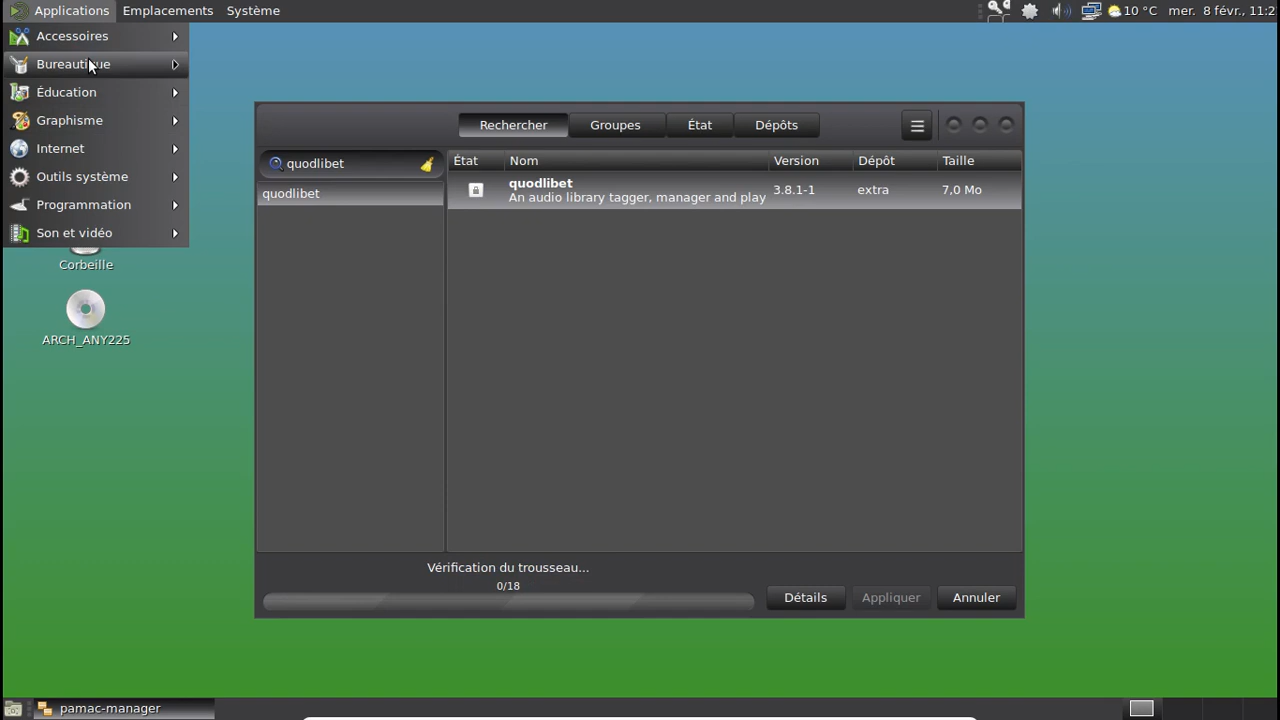 Applications Emplacements Système 10 °C mer. 8 févr., 11:2
Accessoires
Bureautique
Éducation
Graphisme
Internet
Outils système
Programmation
Son et vidéo
Corbeille
ARCH_ANY225
Rechercher Groupes État Dépôts
quodlibet
quodlibet
État Nom Version Dépôt Taille
quodlibet
An audio library tagger, manager and play
3.8.1-1 extra 7,0 Mo
Vérification du trousseau...
0/18
Détails Appliquer Annuler
pamac-manager